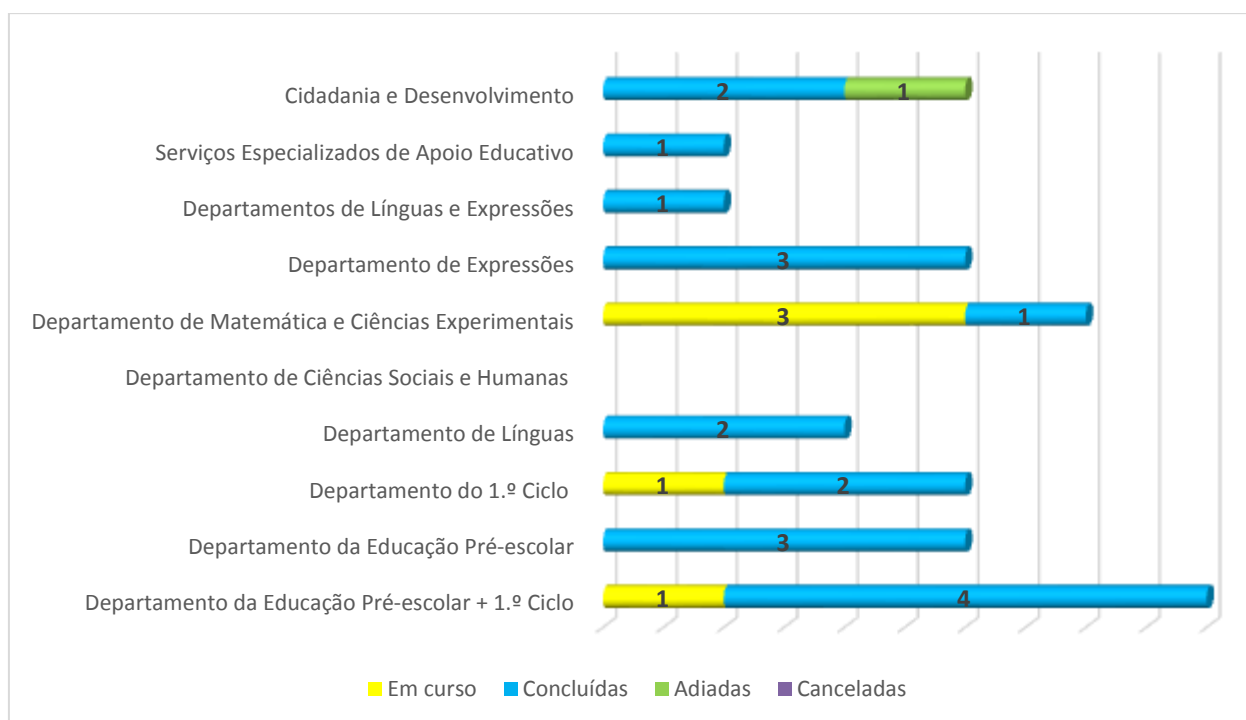 Cidadania e Desenvolvimento 2 1
Serviços Especializados de Apoio Educativo 1
Departamentos de Línguas e Expressões 1
Departamento de Expressões 3
Departamento de Matemática e Ciências Experimentais 3 1
Departamento de Ciências Sociais e Humanas
Departamento de Línguas 2
Departamento do 1.º Ciclo 1 2
Departamento da Educação Pré-escolar 3
Departamento da Educação Pré-escolar + 1.º Ciclo 1 4
Em curso Concluídas Adiadas Canceladas